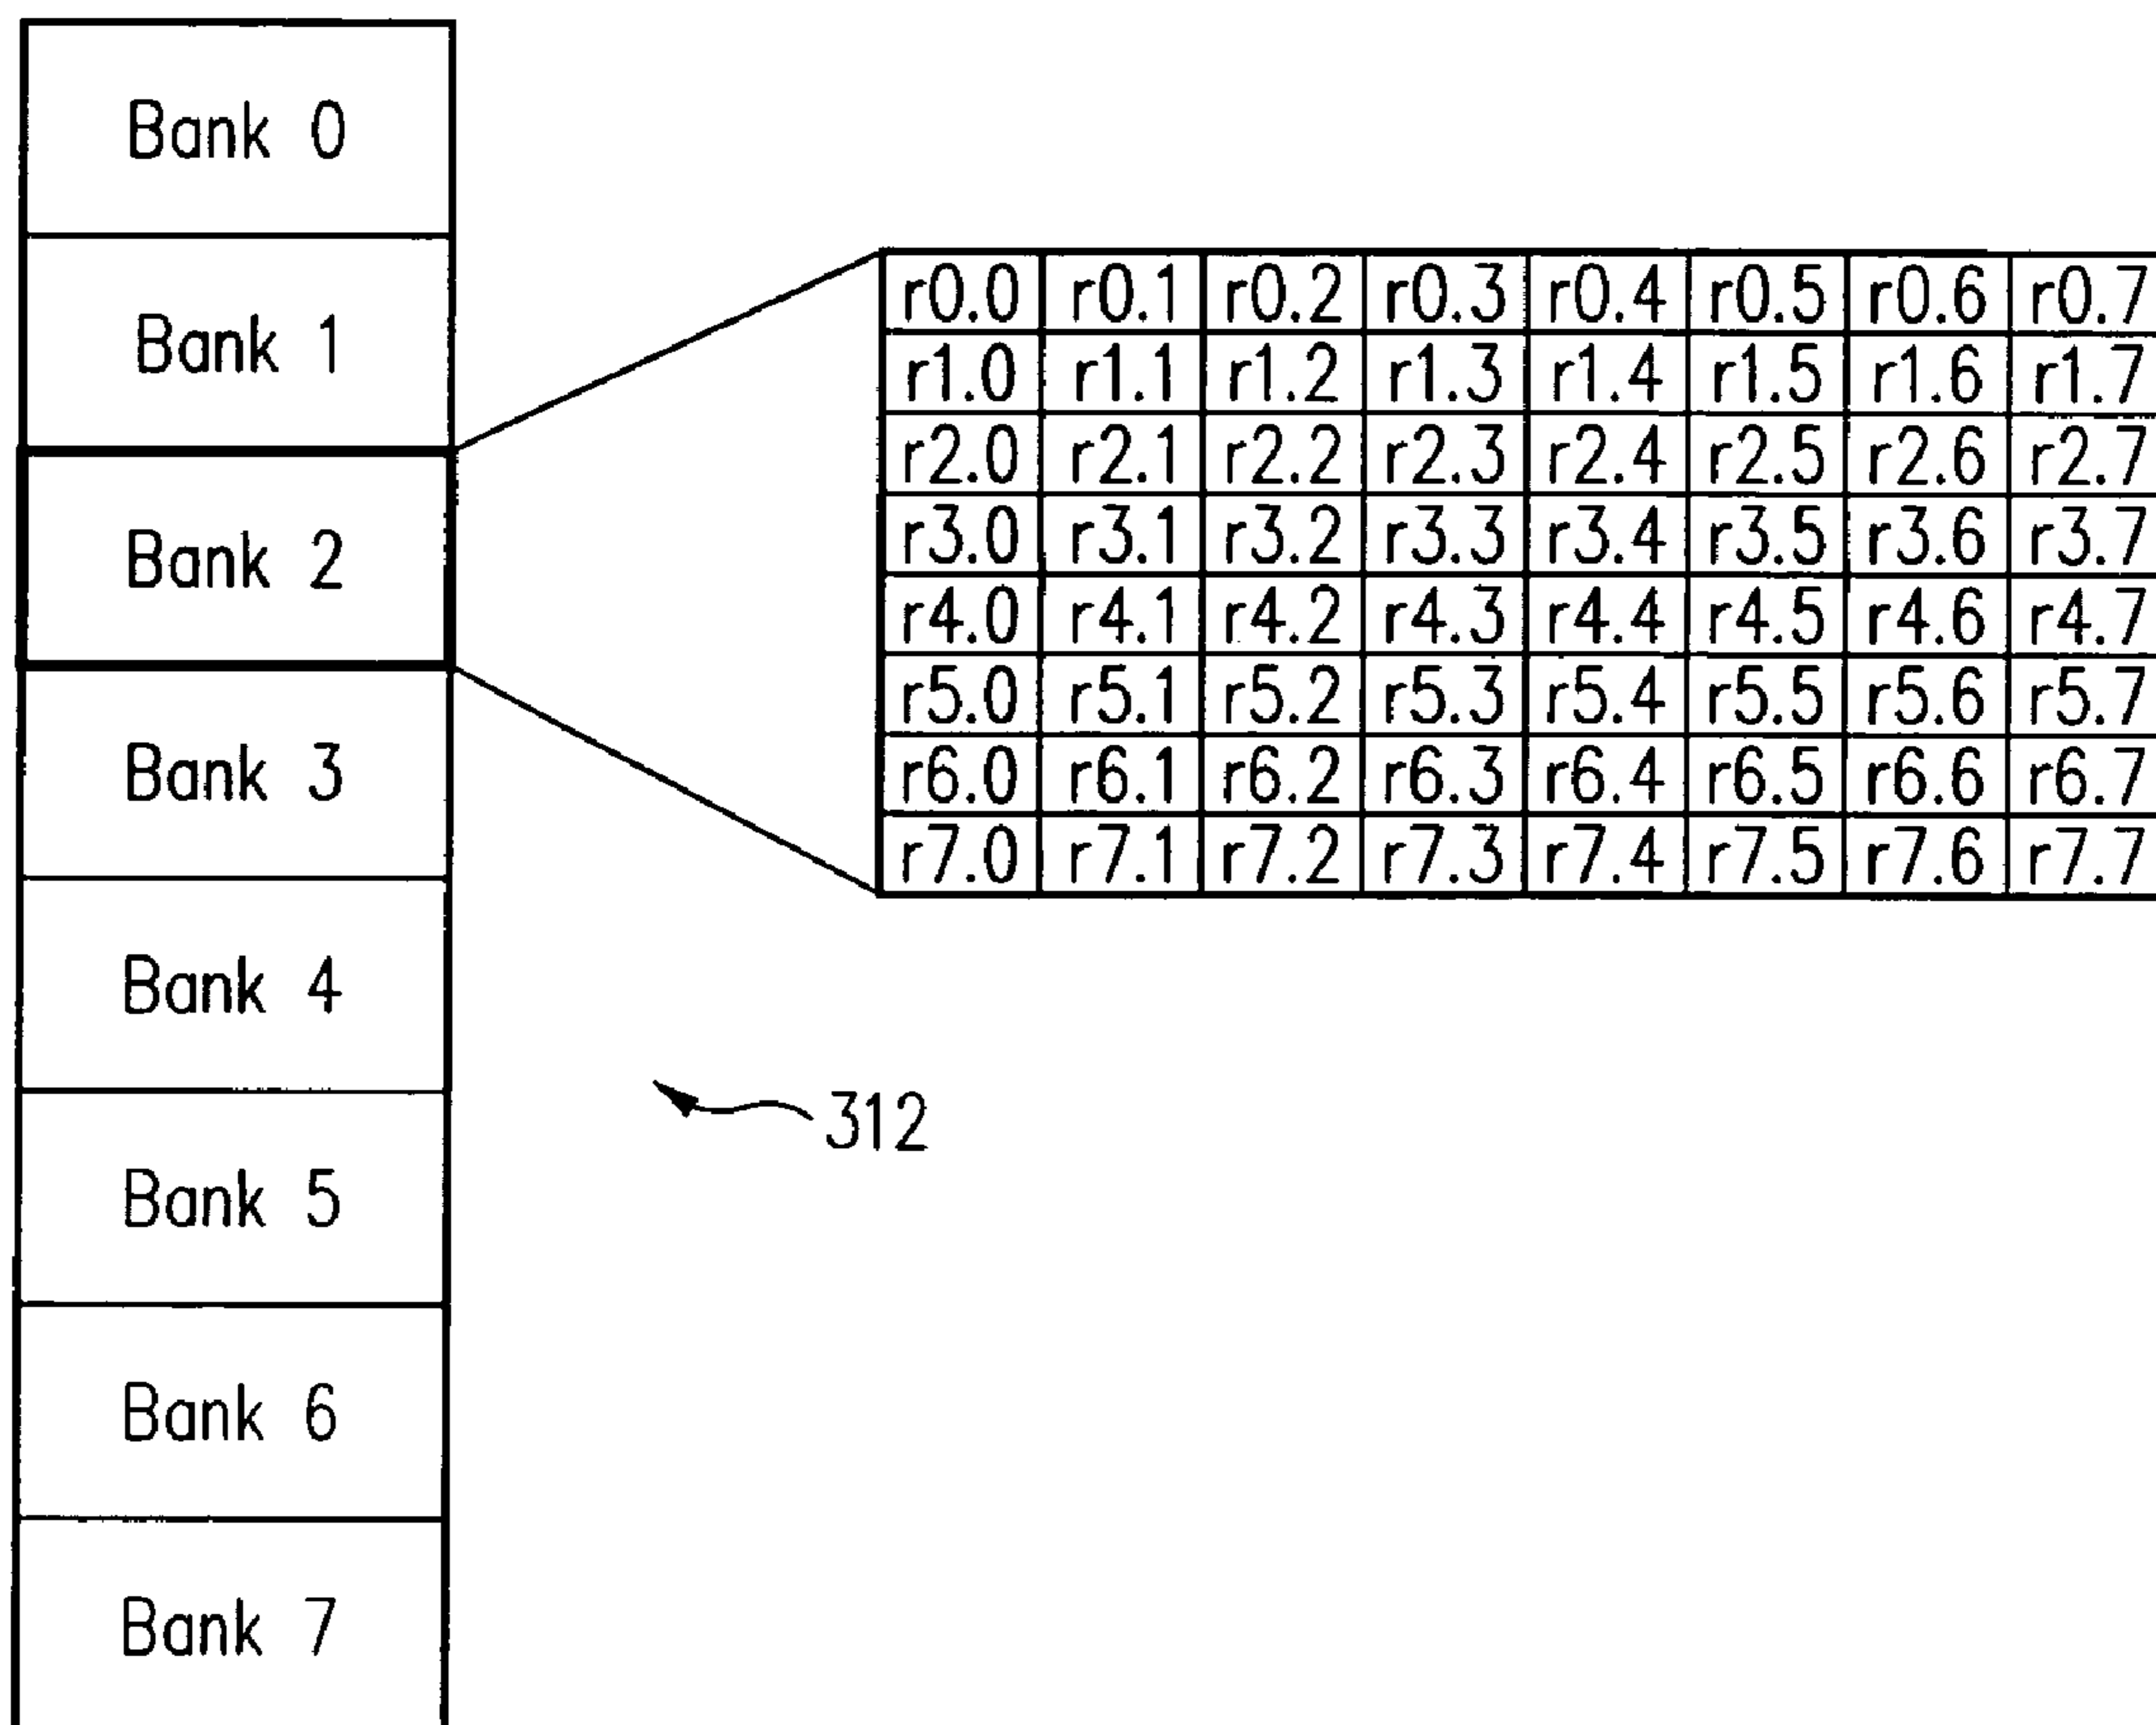 Bank 0
Bank 1
Bank 2
Bank 3
Bank 4
Bank 5
Bank 6
Bank 7
r0.0 r0.1 r0.2 r0.3 r0.4 r0.5 r0.6 r0.7
r1.0 r1.1 r1.2 r1.3 r1.4 r1.5 r1.6 r1.7
r2.0 r2.1 r2.2 r2.3 r2.4 r2.5 r2.6 r2.7
r3.0 r3.1 r3.2 r3.3 r3.4 r3.5 r3.6 r3.7
r4.0 r4.1 r4.2 r4.3 r4.4 r4.5 r4.6 r4.7
r5.0 r5.1 r5.2 r5.3 r5.4 r5.5 r5.6 r5.7
r6.0 r6.1 r6.2 r6.3 r6.4 r6.5 r6.6 r6.7
r7.0 r7.1 r7.2 r7.3 r7.4 r7.5 r7.6 r7.7
312